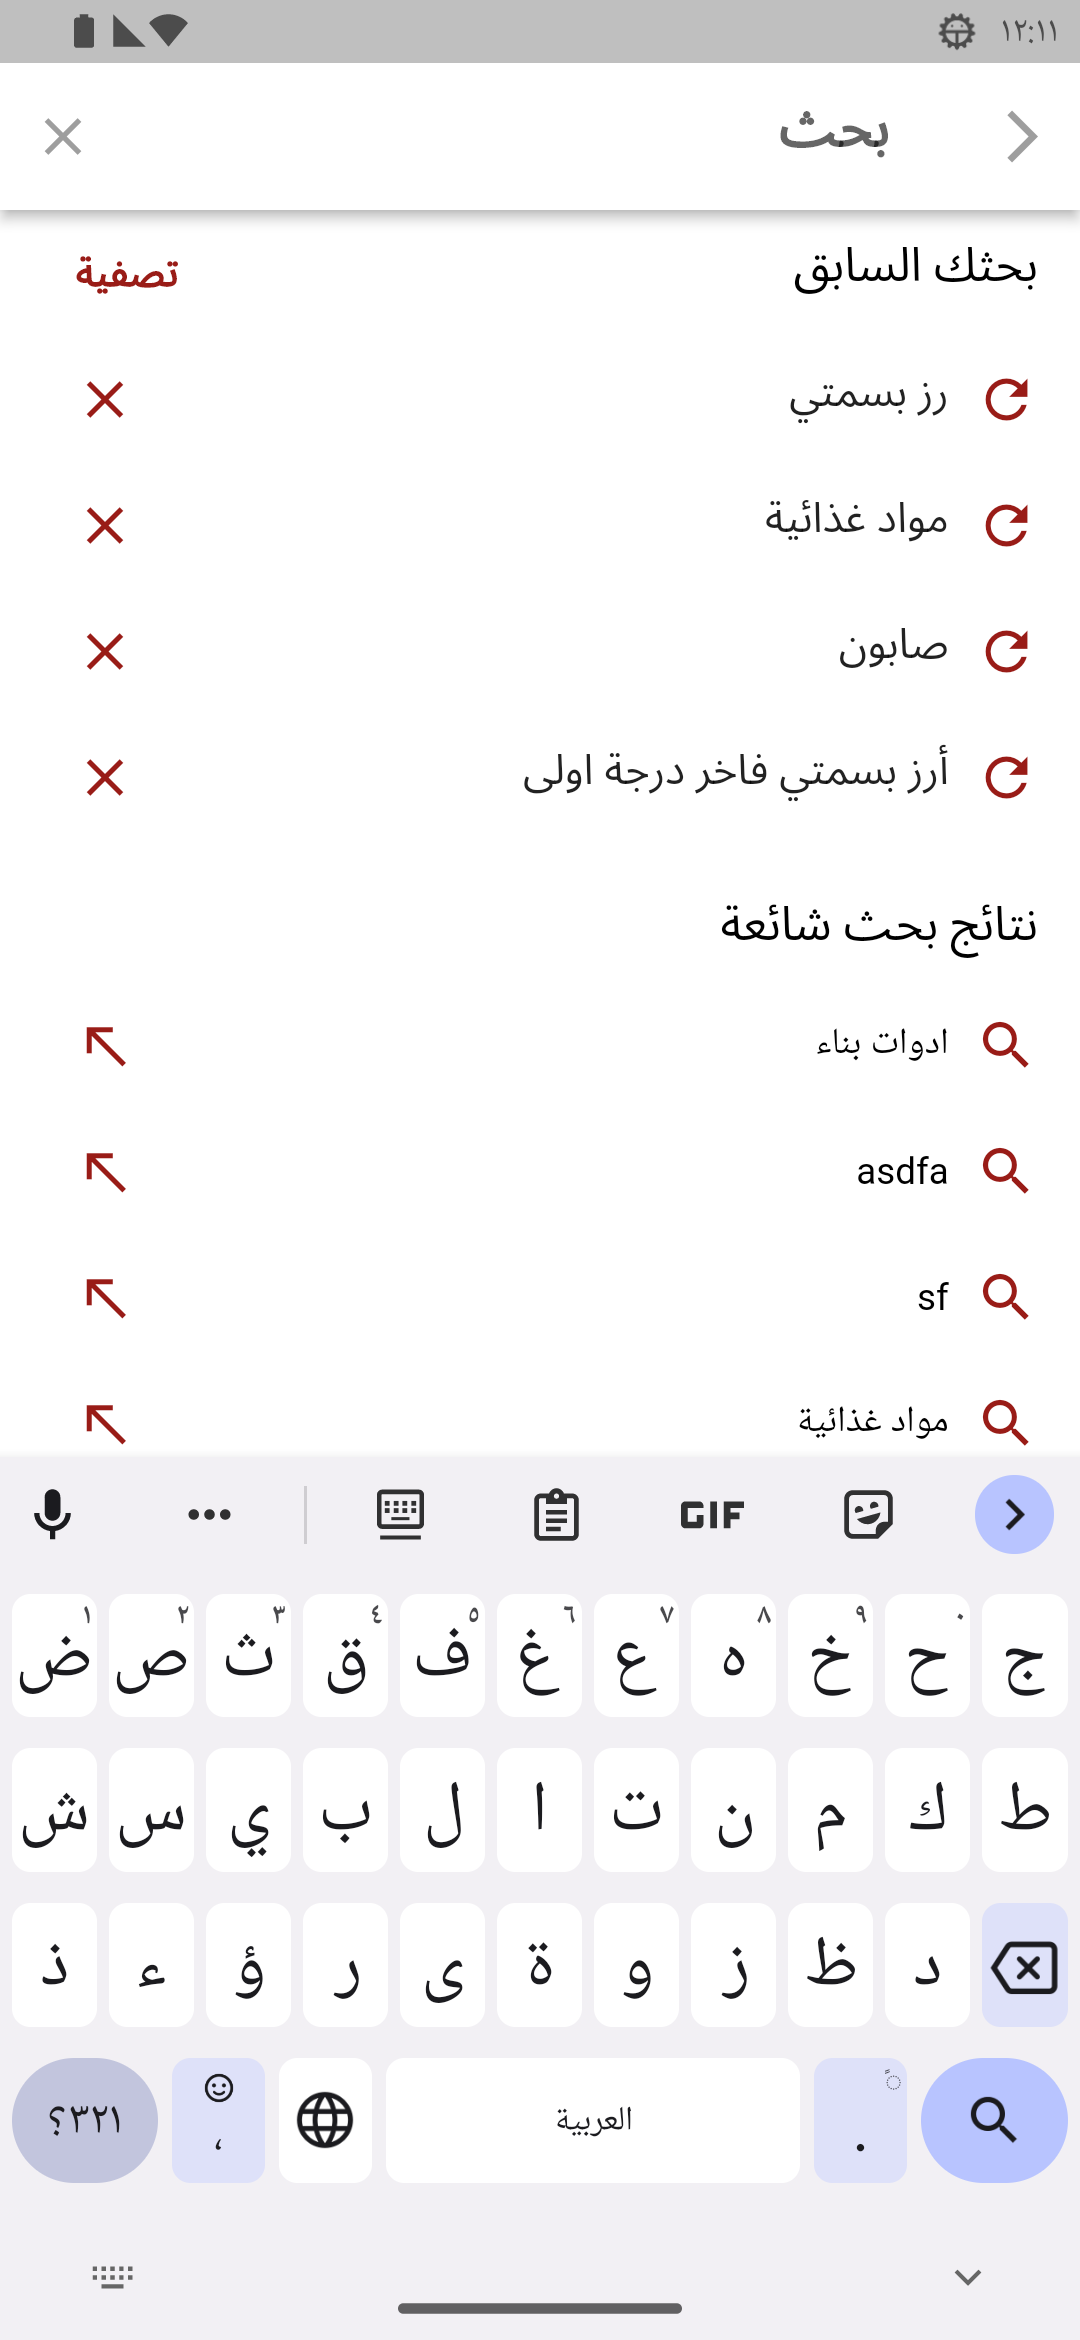 ١٢:١١
بحث
بحثك السابق
تصفية
رز بسمتي
مواد غذائية
صابون
أرز بسمتي فاخر درجة اولى
نتائج بحث شائعة
ادوات بناء
asdfa
sf
مواد غذائية
GIF
١ ٢ ٣ ٤ ٥ ٦ ٧ ٨ ٩ ٠
ض ص ث ق ف غ ع ه خ ح ج
ش س ي ب ل ا ت ن م ك ط
ذ ء ؤ ر ى ة و ز ظ د
٣٢١؟
،
العربية
.